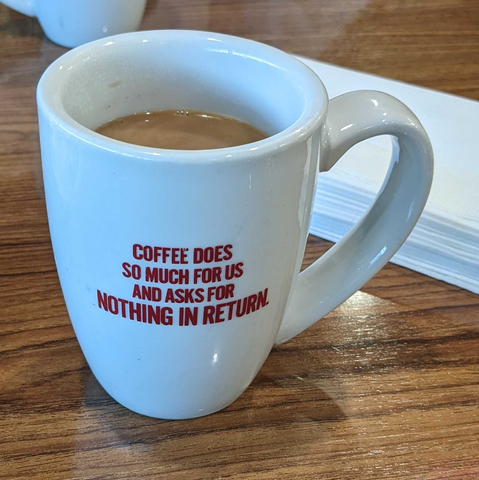 COFFEE DOES
SO MUCH FOR US
AND ASKS FOR
NOTHING IN RETURN.